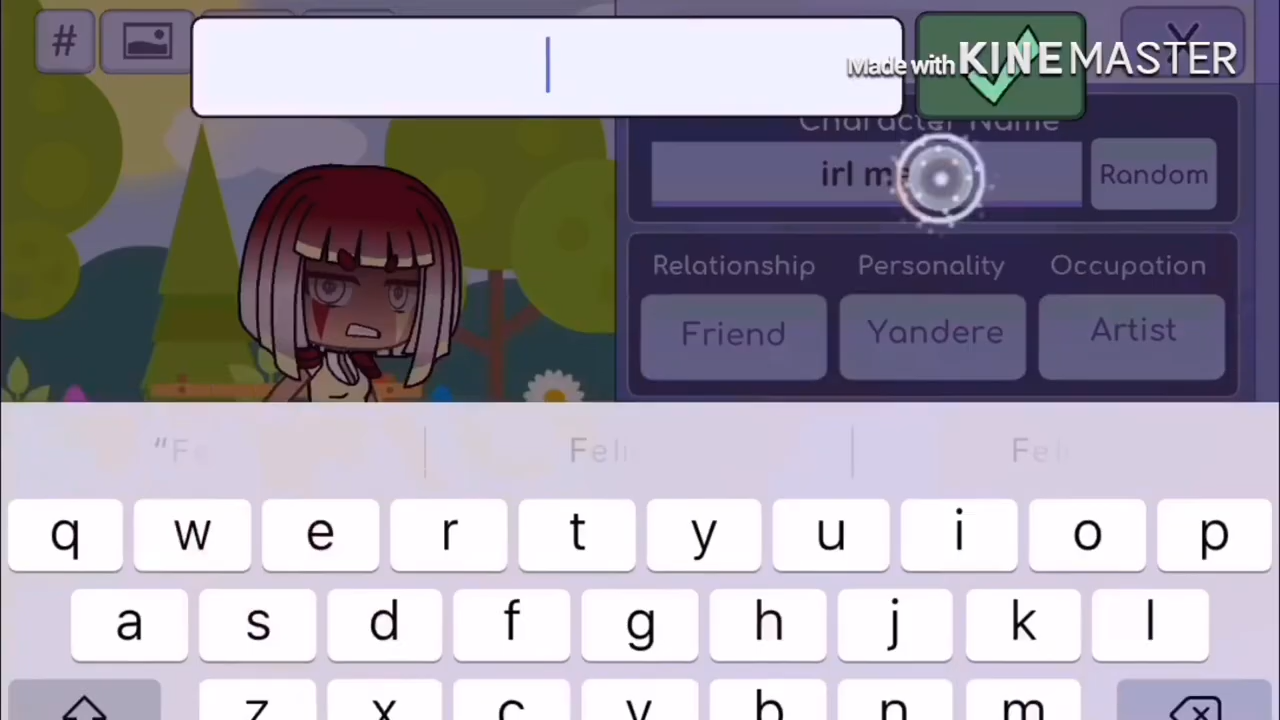 #
Made with KINEMASTER
Character Name
irl me
Random
Relationship Personality Occupation
Friend Yandere Artist
q w e r t y u i o p
a s d f g h j k l
z x c v b n m